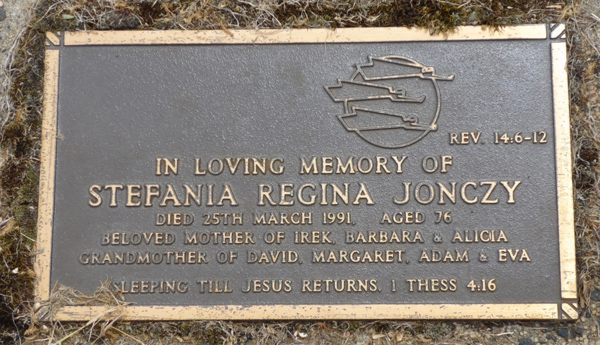 REV. 14:6-12
IN LOVING MEMORY OF
STEFANIA REGINA JONCZY
DIED 25TH MARCH 1991, AGED 76
BELOVED MOTHER OF IREK, BARBARA & ALICIA
GRANDMOTHER OF DAVID, MARGARET, ADAM & EVA
SLEEPING TILL JESUS RETURNS. 1 THESS 4:16